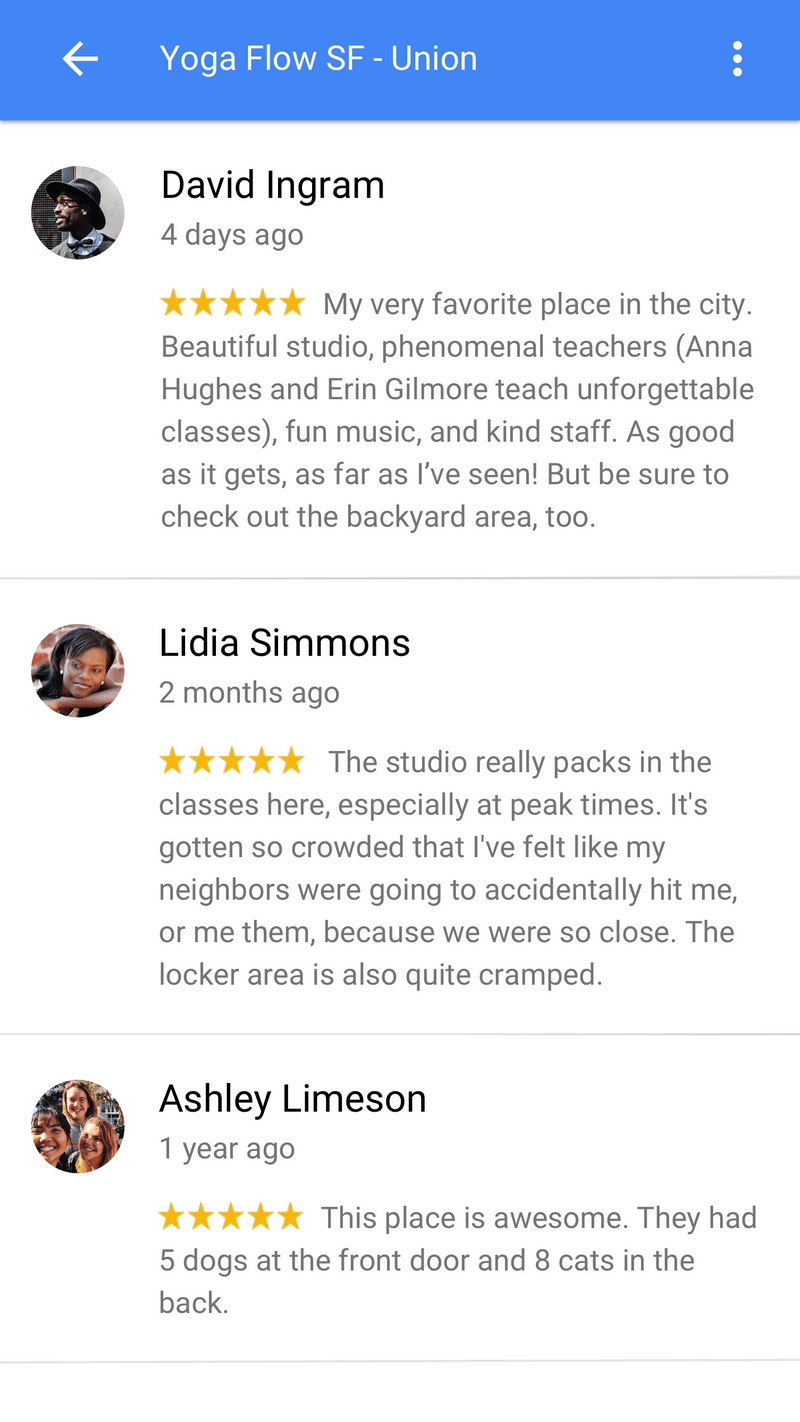 Yoga Flow SF - Union
David Ingram
4 days ago
My very favorite place in the city.
Beautiful studio, phenomenal teachers (Anna
Hughes and Erin Gilmore teach unforgettable
classes), fun music, and kind staff. As good
as it gets, as far as I’ve seen! But be sure to
check out the backyard area, too.
Lidia Simmons
2 months ago
The studio really packs in the
classes here, especially at peak times. It's
gotten so crowded that I've felt like my
neighbors were going to accidentally hit me,
or me them, because we were so close. The
locker area is also quite cramped.
Ashley Limeson
1 year ago
This place is awesome. They had
5 dogs at the front door and 8 cats in the
back.